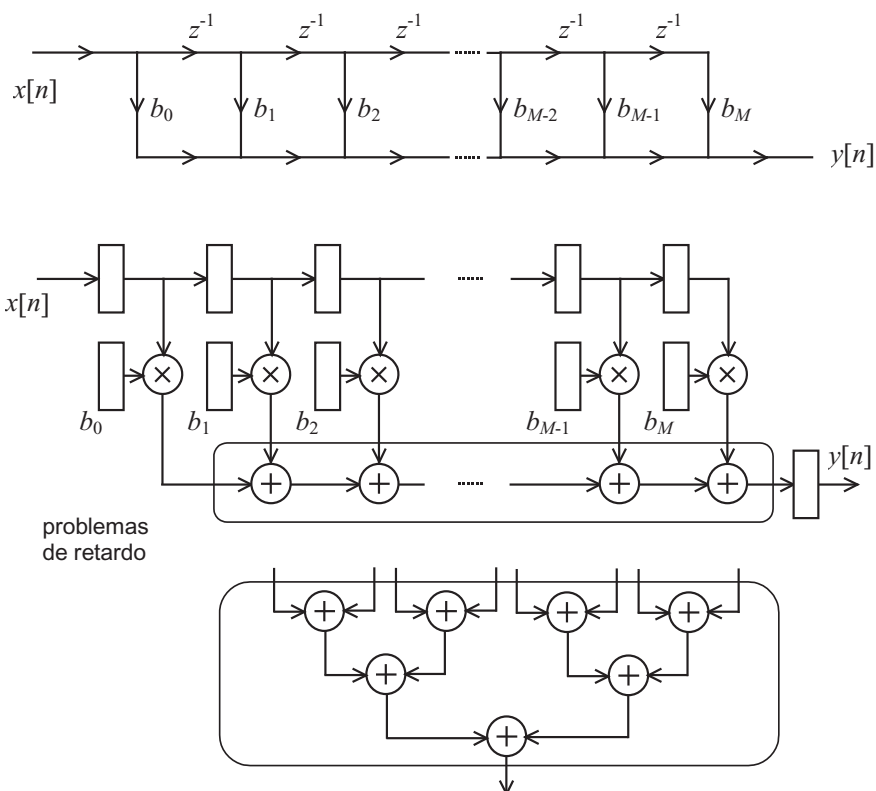 z⁻¹ z⁻¹ z⁻¹ ...... z⁻¹ z⁻¹
x[n]
b₀ b₁ b₂ b_{M-2} b_{M-1} b_M
...... y[n]
......
x[n]
× × × × ×
b₀ b₁ b₂ b_{M-1} b_M
y[n]
+ + ...... + +
problemas
de retardo
+ + + +
+ +
+